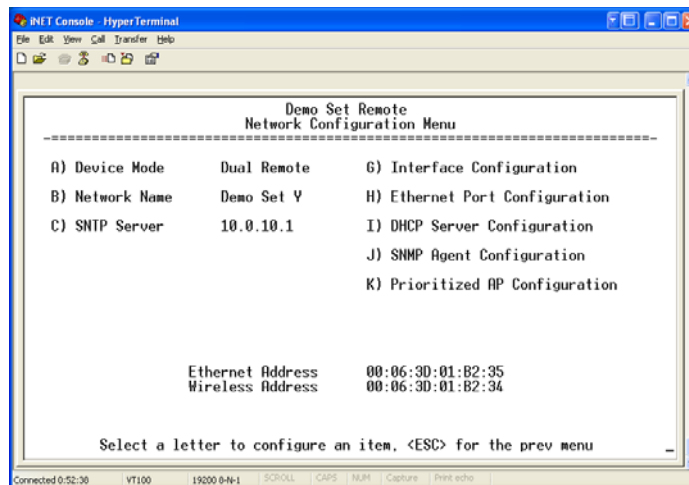 iNET Console - HyperTerminal
File Edit View Call Transfer Help
Demo Set Remote
Network Configuration Menu
-==========================================================================-
A) Device Mode Dual Remote G) Interface Configuration
B) Network Name Demo Set Y H) Ethernet Port Configuration
C) SNTP Server 10.0.10.1 I) DHCP Server Configuration
J) SNMP Agent Configuration
K) Prioritized AP Configuration
Ethernet Address 00:06:3D:01:B2:35
Wireless Address 00:06:3D:01:B2:34
Select a letter to configure an item, <ESC> for the prev menu _
Connected 0:52:38 VT100 19200 8-N-1 SCROLL CAPS NUM Capture Print echo